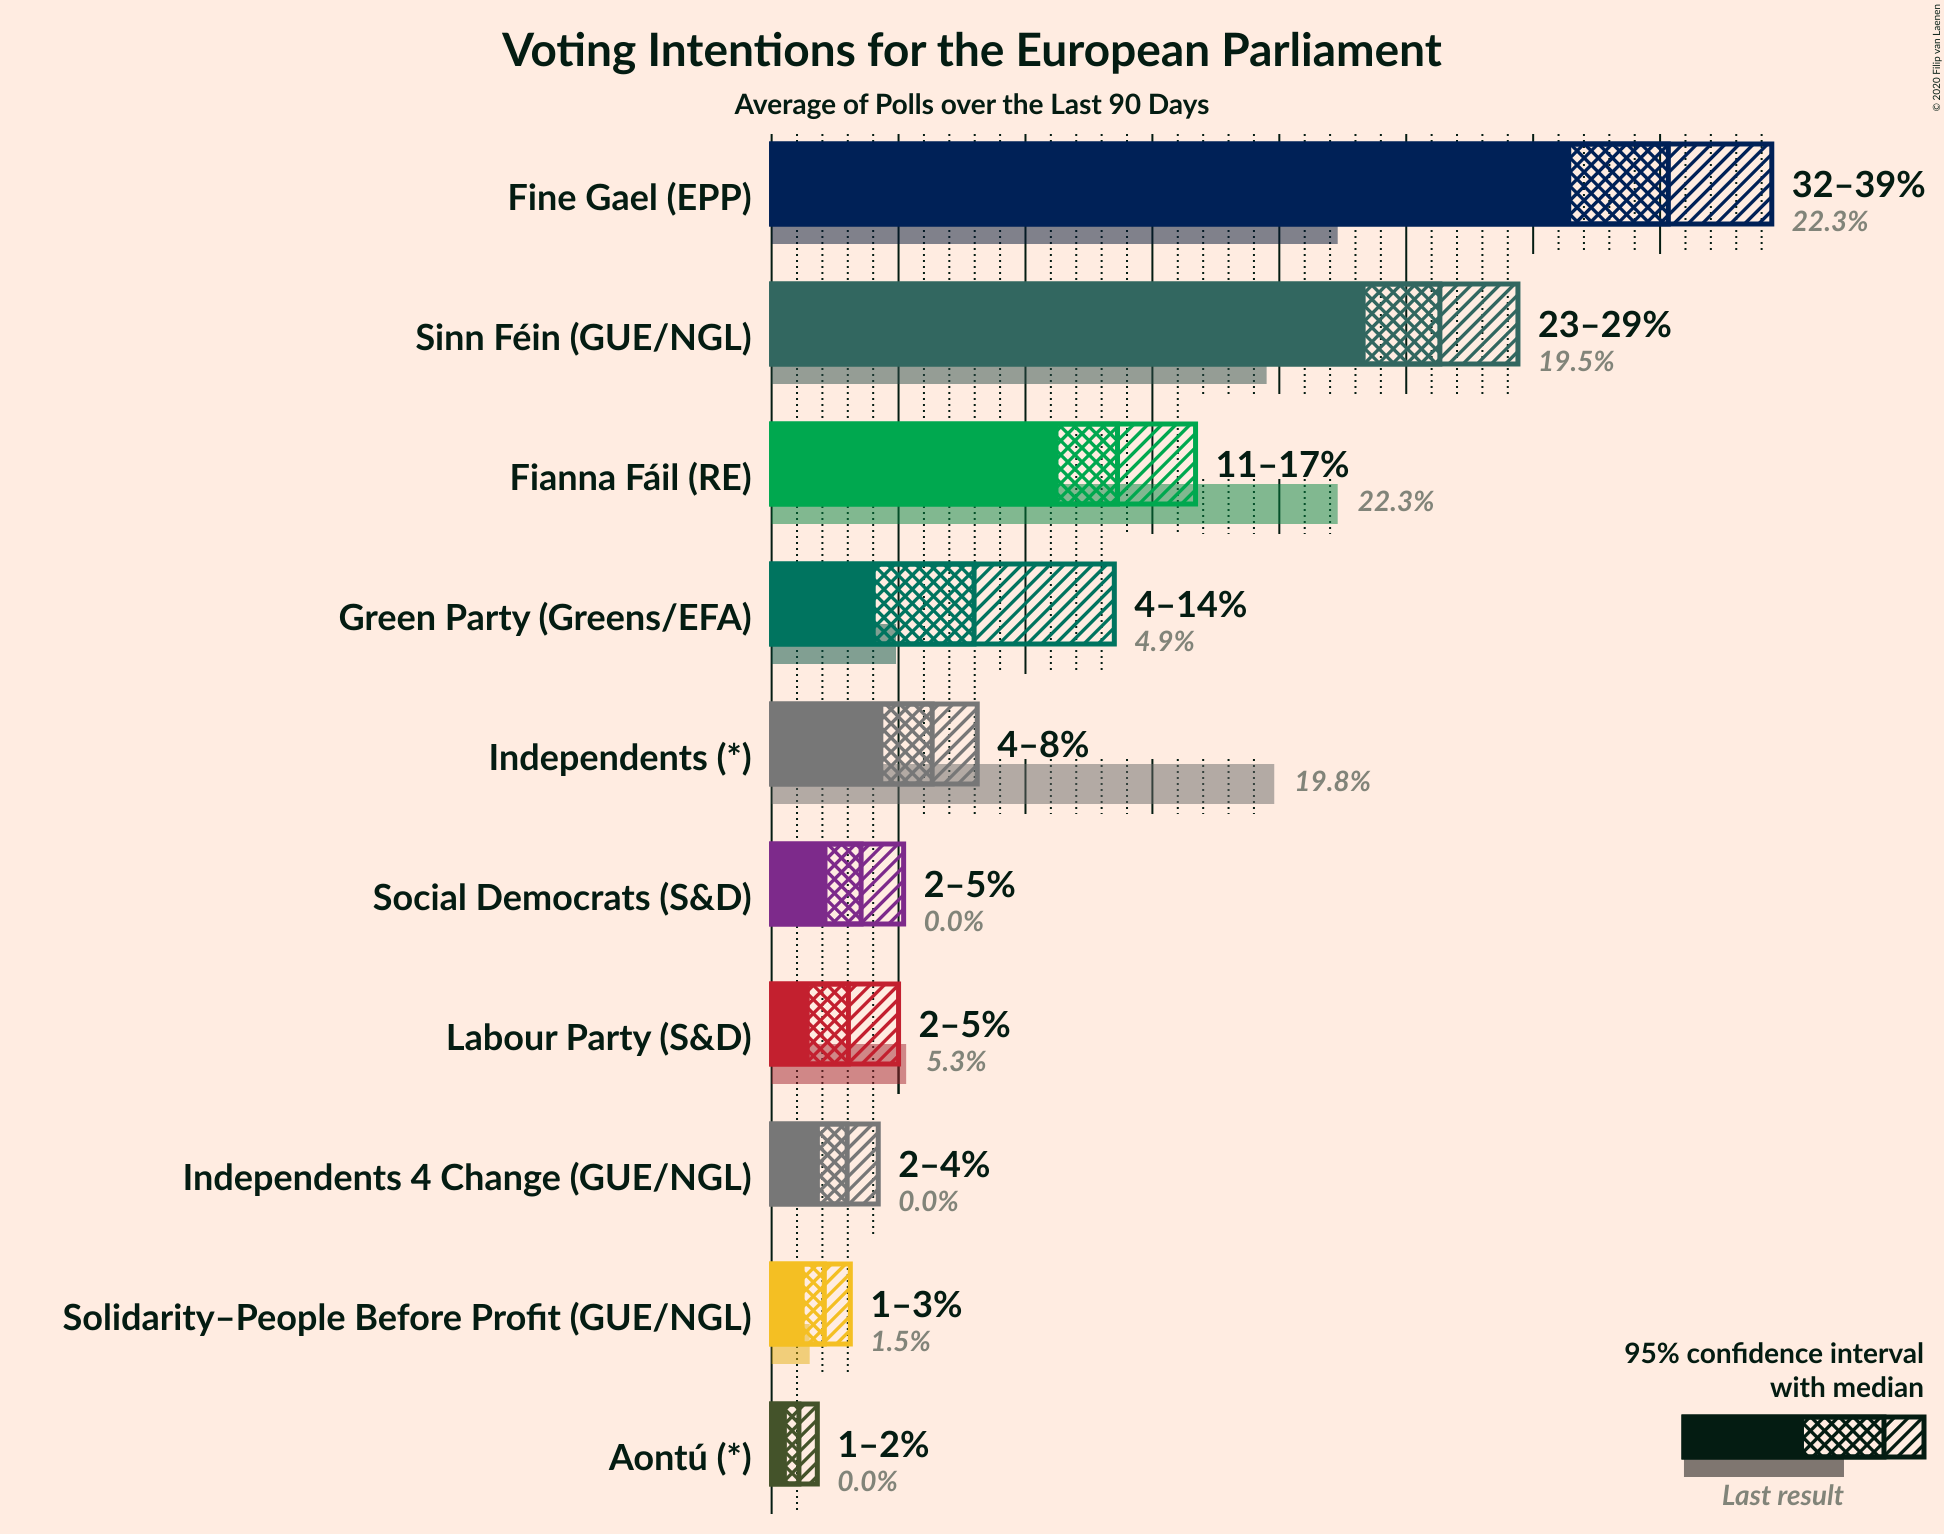 Voting Intentions for the European Parliament
Average of Polls over the Last 90 Days
© 2020 Filip van Laenen
Fine Gael (EPP)
32–39%
22.3%
Sinn Féin (GUE/NGL)
23–29%
19.5%
Fianna Fáil (RE)
11–17%
22.3%
Green Party (Greens/EFA)
4–14%
4.9%
Independents (*)
4–8%
19.8%
Social Democrats (S&D)
2–5%
0.0%
Labour Party (S&D)
2–5%
5.3%
Independents 4 Change (GUE/NGL)
2–4%
0.0%
Solidarity–People Before Profit (GUE/NGL)
1–3%
1.5%
Aontú (*)
1–2%
0.0%
95% confidence interval
with median
Last result